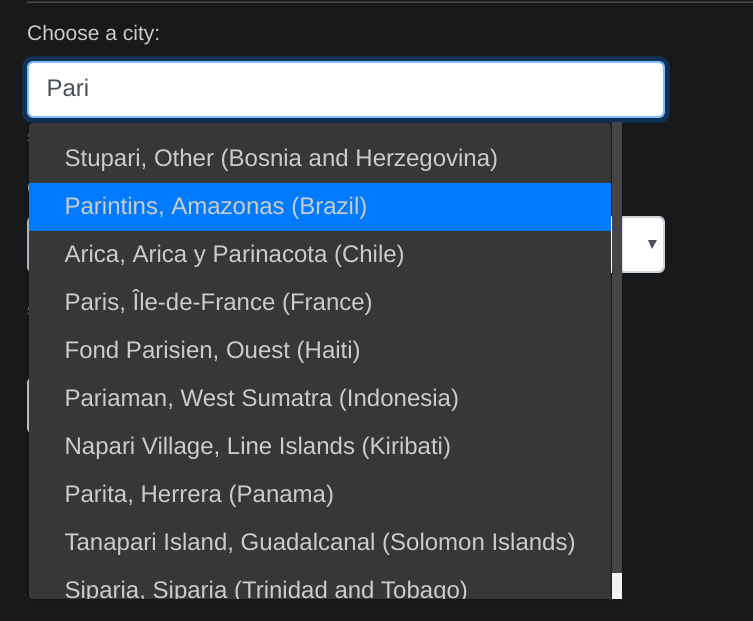 Choose a city:
Pari
Stupari, Other (Bosnia and Herzegovina)
Parintins, Amazonas (Brazil)
Arica, Arica y Parinacota (Chile)
Paris, Île-de-France (France)
Fond Parisien, Ouest (Haiti)
Pariaman, West Sumatra (Indonesia)
Napari Village, Line Islands (Kiribati)
Parita, Herrera (Panama)
Tanapari Island, Guadalcanal (Solomon Islands)
Siparia, Siparia (Trinidad and Tobago)